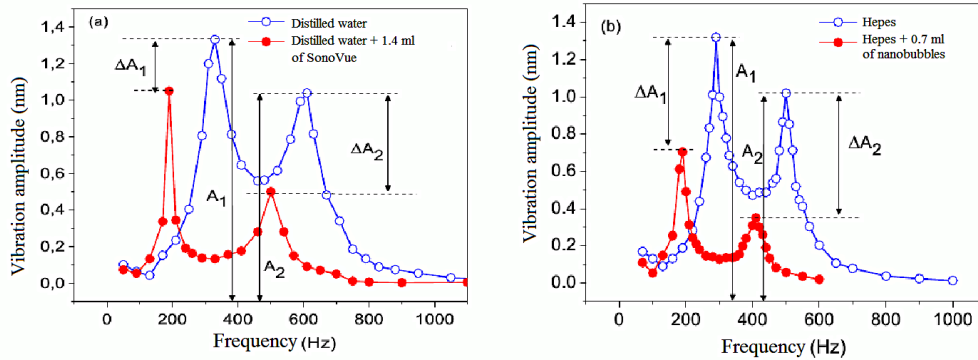 (a)
Distilled water
Distilled water + 1.4 ml
of SonoVue
ΔA1
ΔA2
A1
A2
Vibration amplitude (nm)
1.4
1.2
1.0
0.8
0.6
0.4
0.2
0.0
0 200 400 600 800 1000
Frequency (Hz)
(b)
Hepes
Hepes + 0.7 ml
of nanobubbles
ΔA1
A1
A2
ΔA2
Vibration amplitude (nm)
1.4
1.2
1.0
0.8
0.6
0.4
0.2
0.0
0 200 400 600 800 1000
Frequency (Hz)